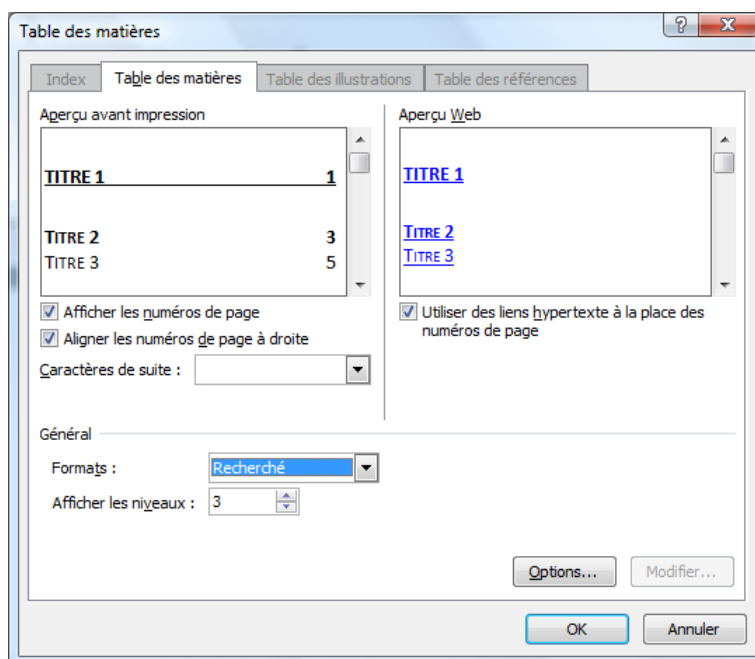 Table des matières
Index
Table des matières
Table des illustrations
Table des références
Aperçu avant impression
TITRE 1 1
TITRE 2 3
TITRE 3 5
Afficher les numéros de page
Aligner les numéros de page à droite
Caractères de suite :
Aperçu Web
TITRE 1
TITRE 2
TITRE 3
Utiliser des liens hypertexte à la place des
numéros de page
Général
Formats : Recherché
Afficher les niveaux : 3
Options... Modifier...
OK Annuler